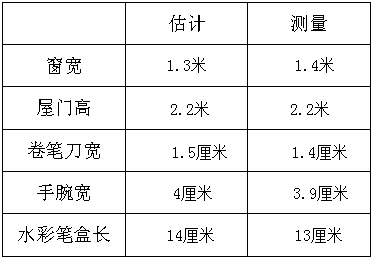 估计 测量
窗宽 1.3米 1.4米
屋门高 2.2米 2.2米
卷笔刀宽 1.5厘米 1.4厘米
手腕宽 4厘米 3.9厘米
水彩笔盒长 14厘米 13厘米